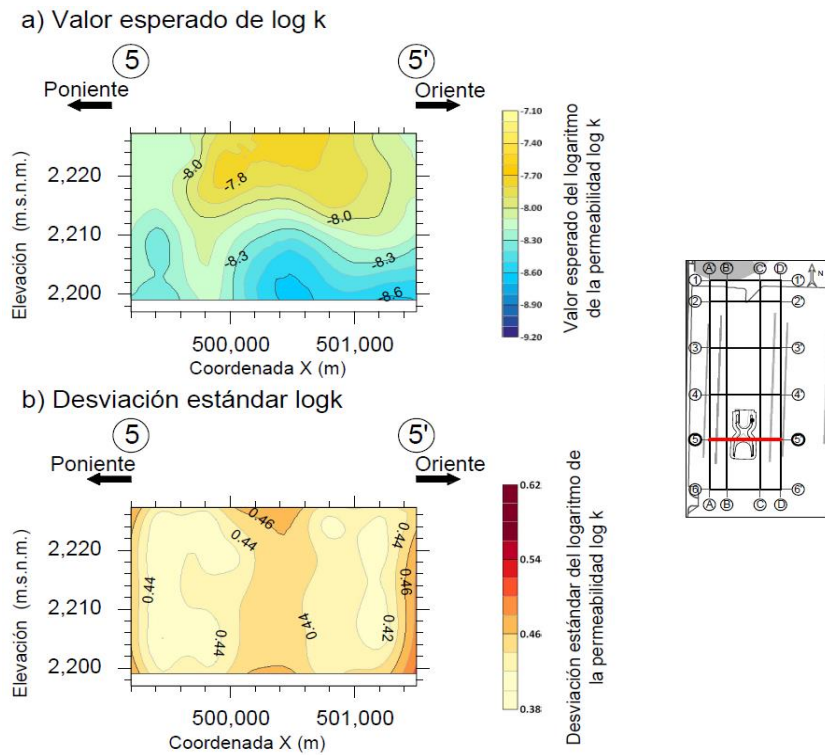 a) Valor esperado de log k
5
5'
Poniente
Oriente
Elevación (m.s.n.m.)
2,220
2,210
2,200
-8.0
-7.8
-8.0
-8.3
-8.3
-8.6
500,000
501,000
Coordenada X (m)
-7.10
-7.40
-7.70
-8.00
-8.30
-8.60
-8.90
-9.20
Valor esperado del logaritmo
de la permeabilidad log k
b) Desviación estándar logk
5
5'
Poniente
Oriente
Elevación (m.s.n.m.)
2,220
2,210
2,200
0.46
0.44
0.44
0.44
0.44
0.44
0.46
0.42
500,000
501,000
Coordenada X (m)
0.62
0.54
0.46
0.38
Desviación estándar del logaritmo de
la permeabilidad log k
A B C D
N
1 1'
2 2'
3 3'
4 4'
5 5'
6 6'
A B C D